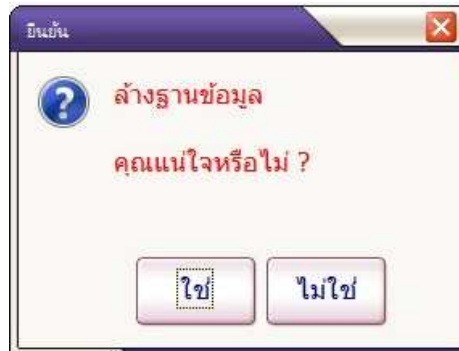 ยืนยัน
ล้างฐานข้อมูล
คุณแน่ใจหรือไม่ ?
ใช่
ไม่ใช่